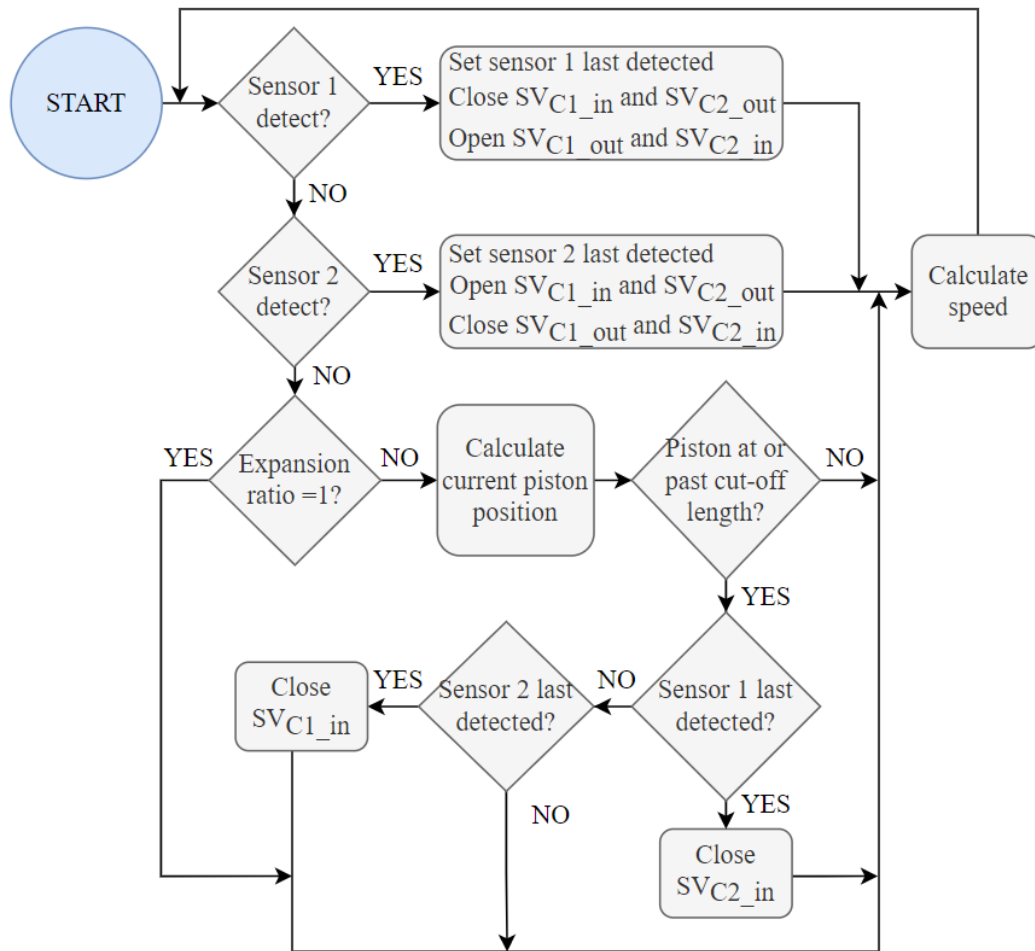 START
Sensor 1
detect?
YES
Set sensor 1 last detected
Close SVC1_in and SVC2_out
Open SVC1_out and SVC2_in
NO
Sensor 2
detect?
YES
Set sensor 2 last detected
Open SVC1_in and SVC2_out
Close SVC1_out and SVC2_in
Calculate
speed
NO
YES
Expansion
ratio =1?
NO
Calculate
current piston
position
Piston at or
past cut-off
length?
NO
YES
Close
SVC1_in
YES
Sensor 2 last
detected?
NO
Sensor 1 last
detected?
NO
YES
Close
SVC2_in